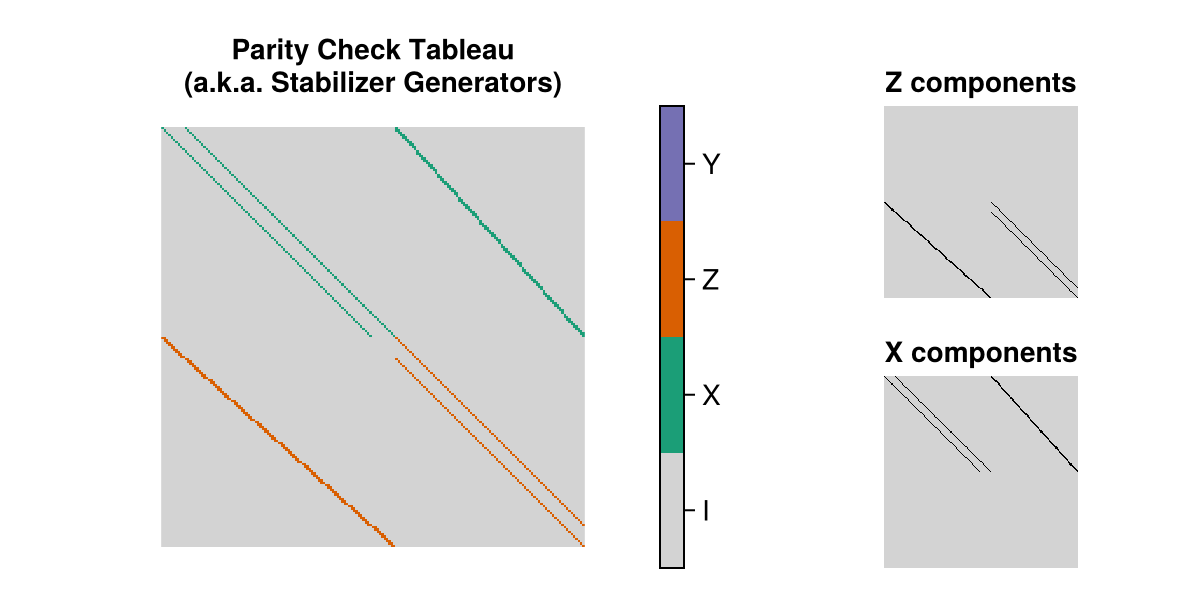 Parity Check Tableau
(a.k.a. Stabilizer Generators)
Y
Z
X
I
Z components
X components